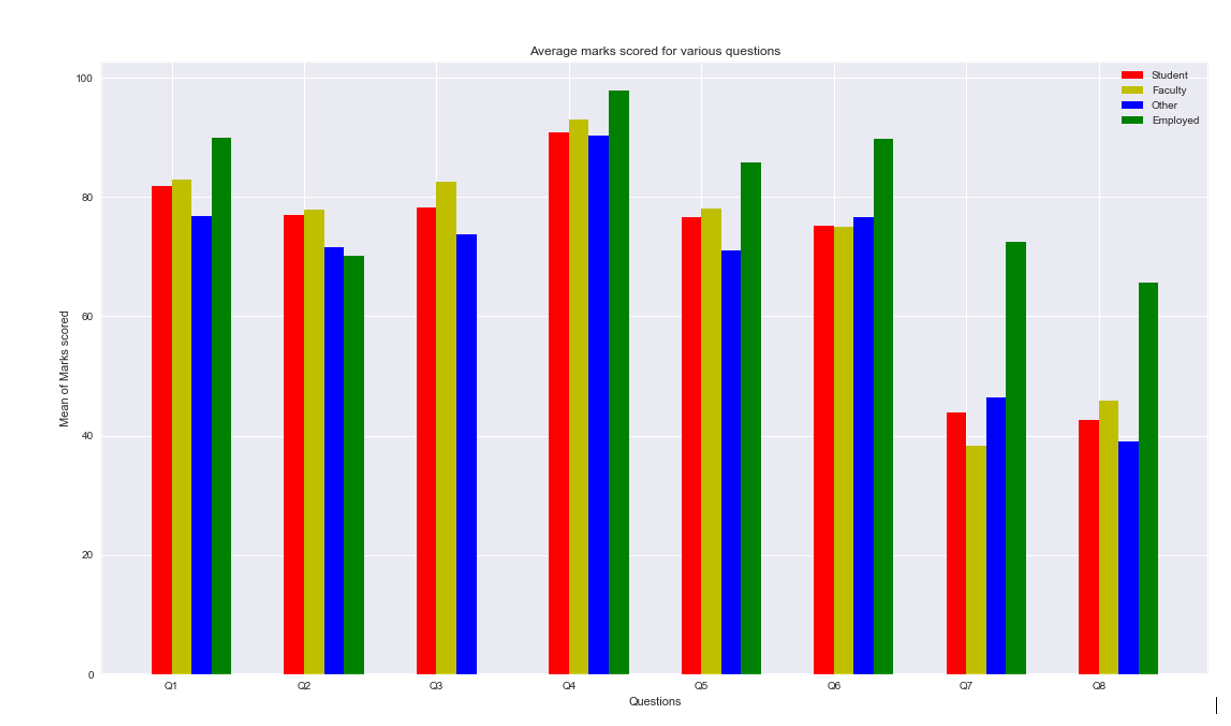 Average marks scored for various questions
100
80
60
40
20
0
Mean of Marks scored
Student
Faculty
Other
Employed
Q1 Q2 Q3 Q4 Q5 Q6 Q7 Q8
Questions